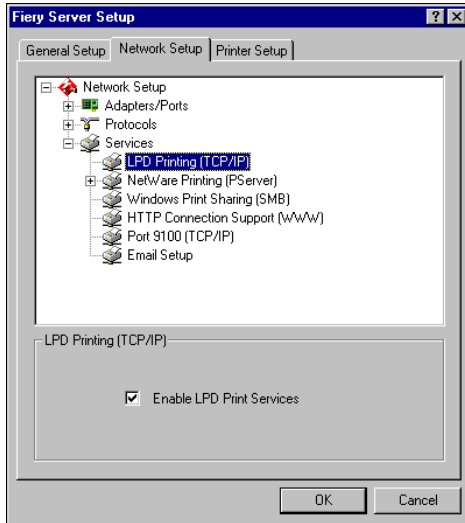 Fiery Server Setup
General Setup Network Setup Printer Setup
Network Setup
Adapters/Ports
Protocols
Services
LPD Printing (TCP/IP)
NetWare Printing (PServer)
Windows Print Sharing (SMB)
HTTP Connection Support (WWW)
Port 9100 (TCP/IP)
Email Setup
LPD Printing (TCP/IP)
Enable LPD Print Services
OK Cancel